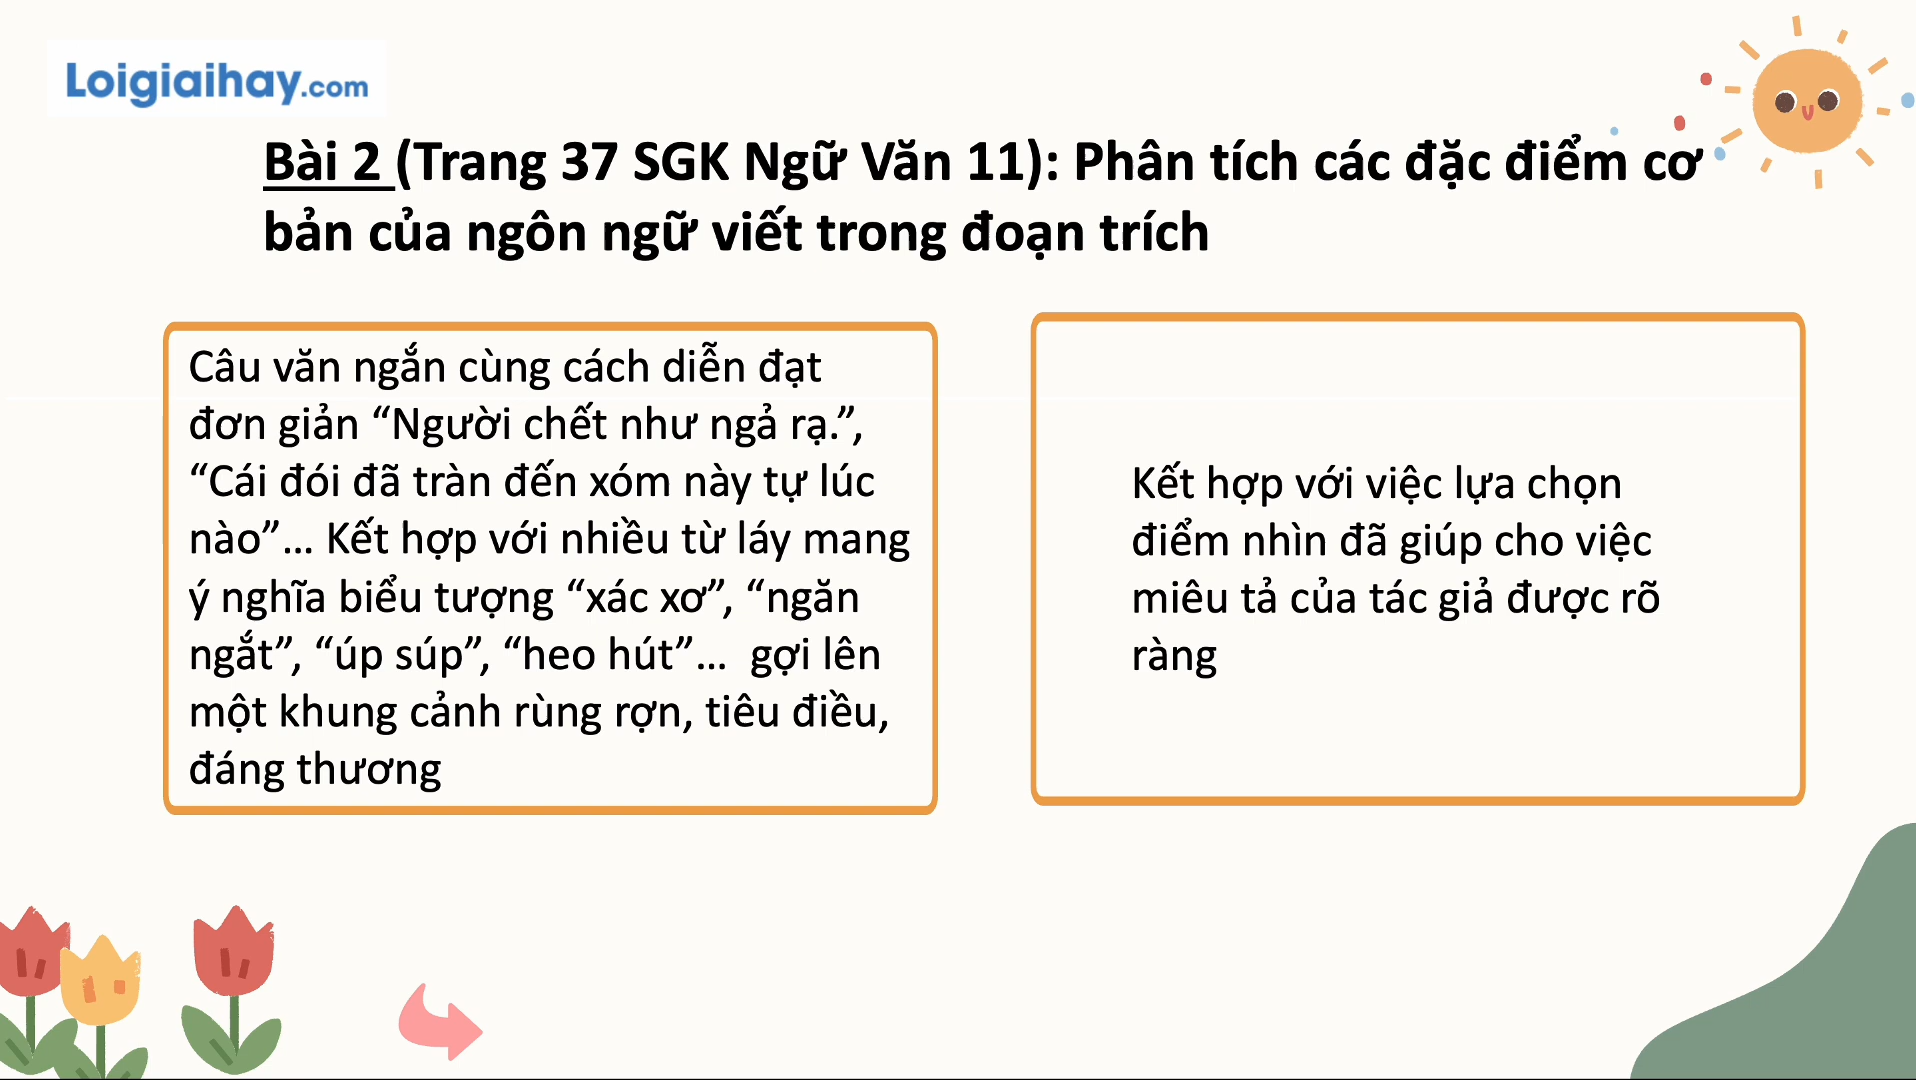 Loigiaihay.com
Bài 2 (Trang 37 SGK Ngữ Văn 11): Phân tích các đặc điểm cơ
bản của ngôn ngữ viết trong đoạn trích
Câu văn ngắn cùng cách diễn đạt
đơn giản “Người chết như ngả rạ.”,
“Cái đói đã tràn đến xóm này tự lúc
nào”... Kết hợp với nhiều từ láy mang
ý nghĩa biểu tượng “xác xơ”, “ngăn
ngắt”, “úp súp”, “heo hút”...  gợi lên
một khung cảnh rùng rợn, tiêu điều,
đáng thương
Kết hợp với việc lựa chọn
điểm nhìn đã giúp cho việc
miêu tả của tác giả được rõ
ràng